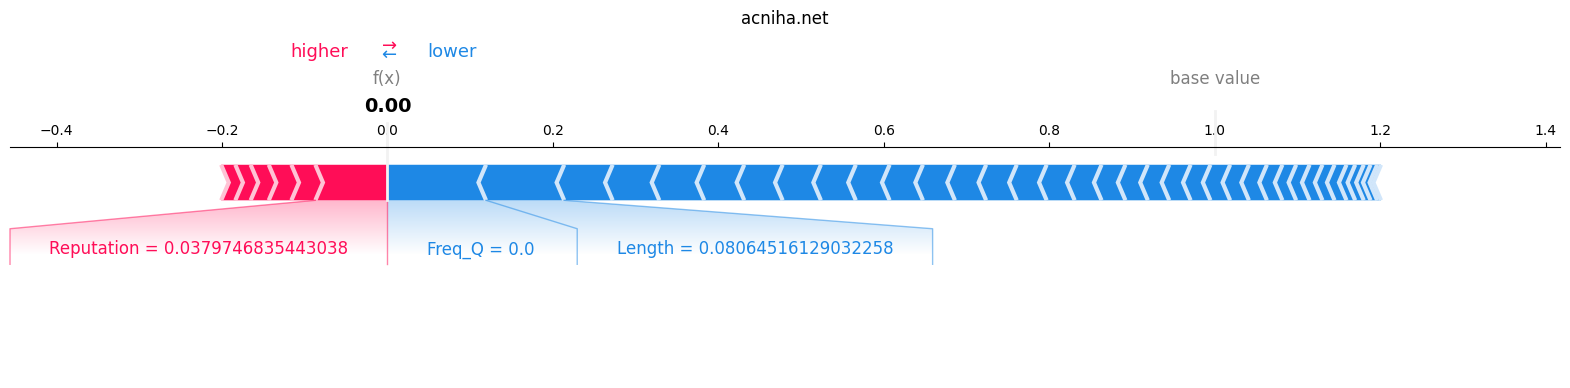 acniha.net
higher ⇄ lower
f(x) base value
0.00
−0.4 −0.2 0.0 0.2 0.4 0.6 0.8 1.0 1.2 1.4
Reputation = 0.0379746835443038 Freq_Q = 0.0 Length = 0.08064516129032258